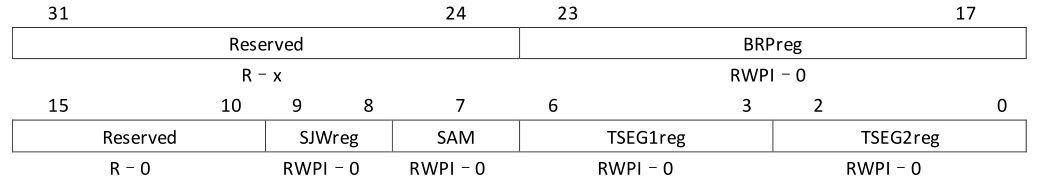 31 24 23 17
Reserved BRPreg
R – x RWPI – 0
15 10 9 8 7 6 3 2 0
Reserved SJWreg SAM TSEG1reg TSEG2reg
R – 0 RWPI – 0 RWPI – 0 RWPI – 0 RWPI – 0